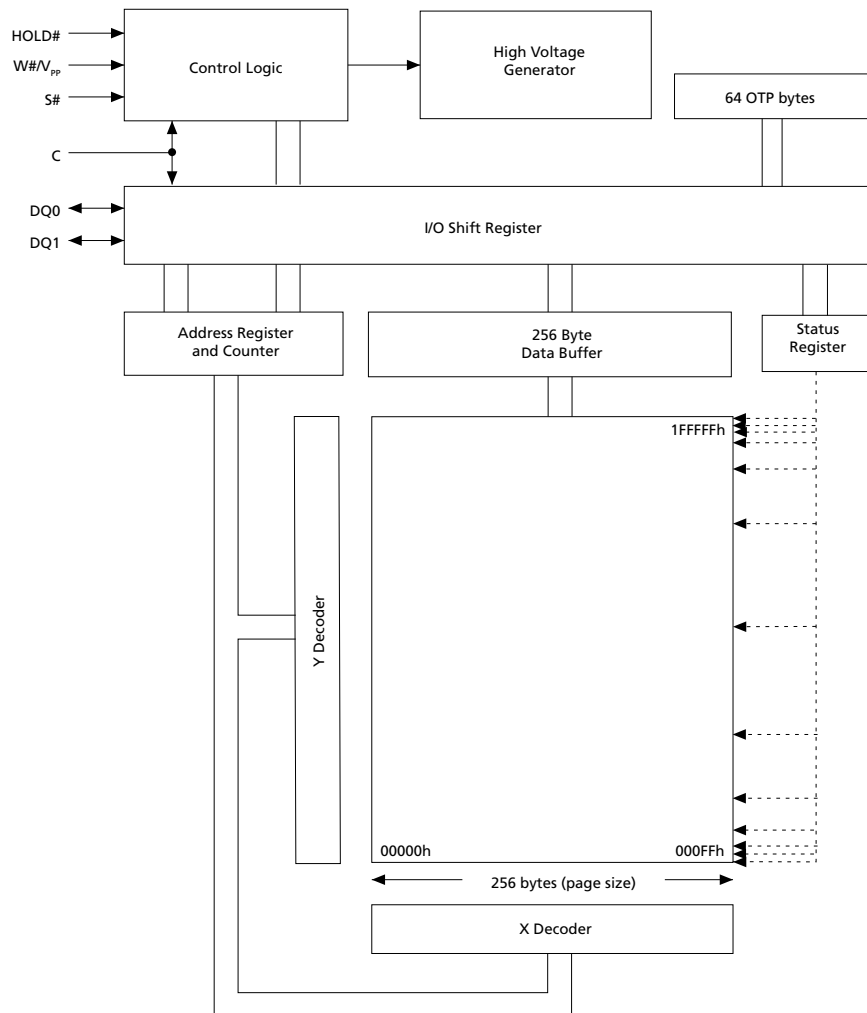 HOLD#
W#/VPP
S#
Control Logic
High Voltage
Generator
64 OTP bytes
C
DQ0
DQ1
I/O Shift Register
Address Register
and Counter
256 Byte
Data Buffer
Status
Register
1FFFFFh
Y Decoder
00000h
000FFh
256 bytes (page size)
X Decoder